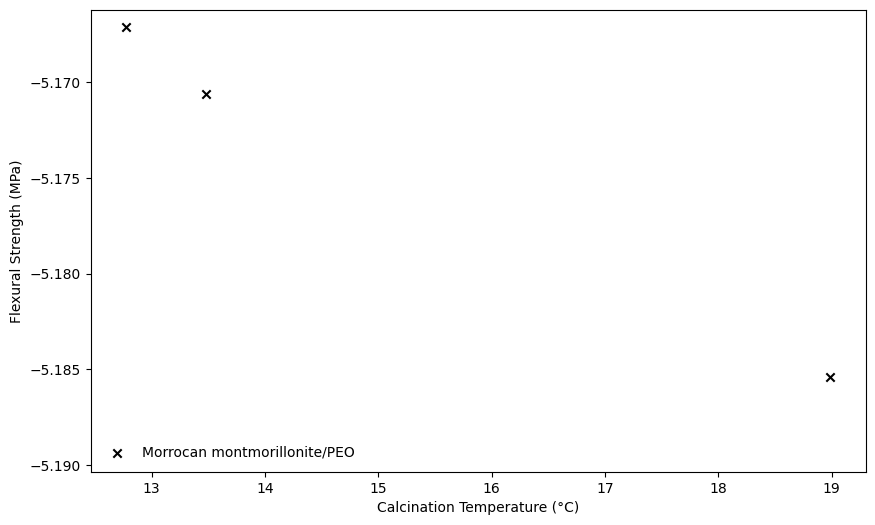 −5.170
−5.175
−5.180
−5.185
−5.190
Flexural Strength (MPa)
Morrocan montmorillonite/PEO
13 14 15 16 17 18 19
Calcination Temperature (°C)